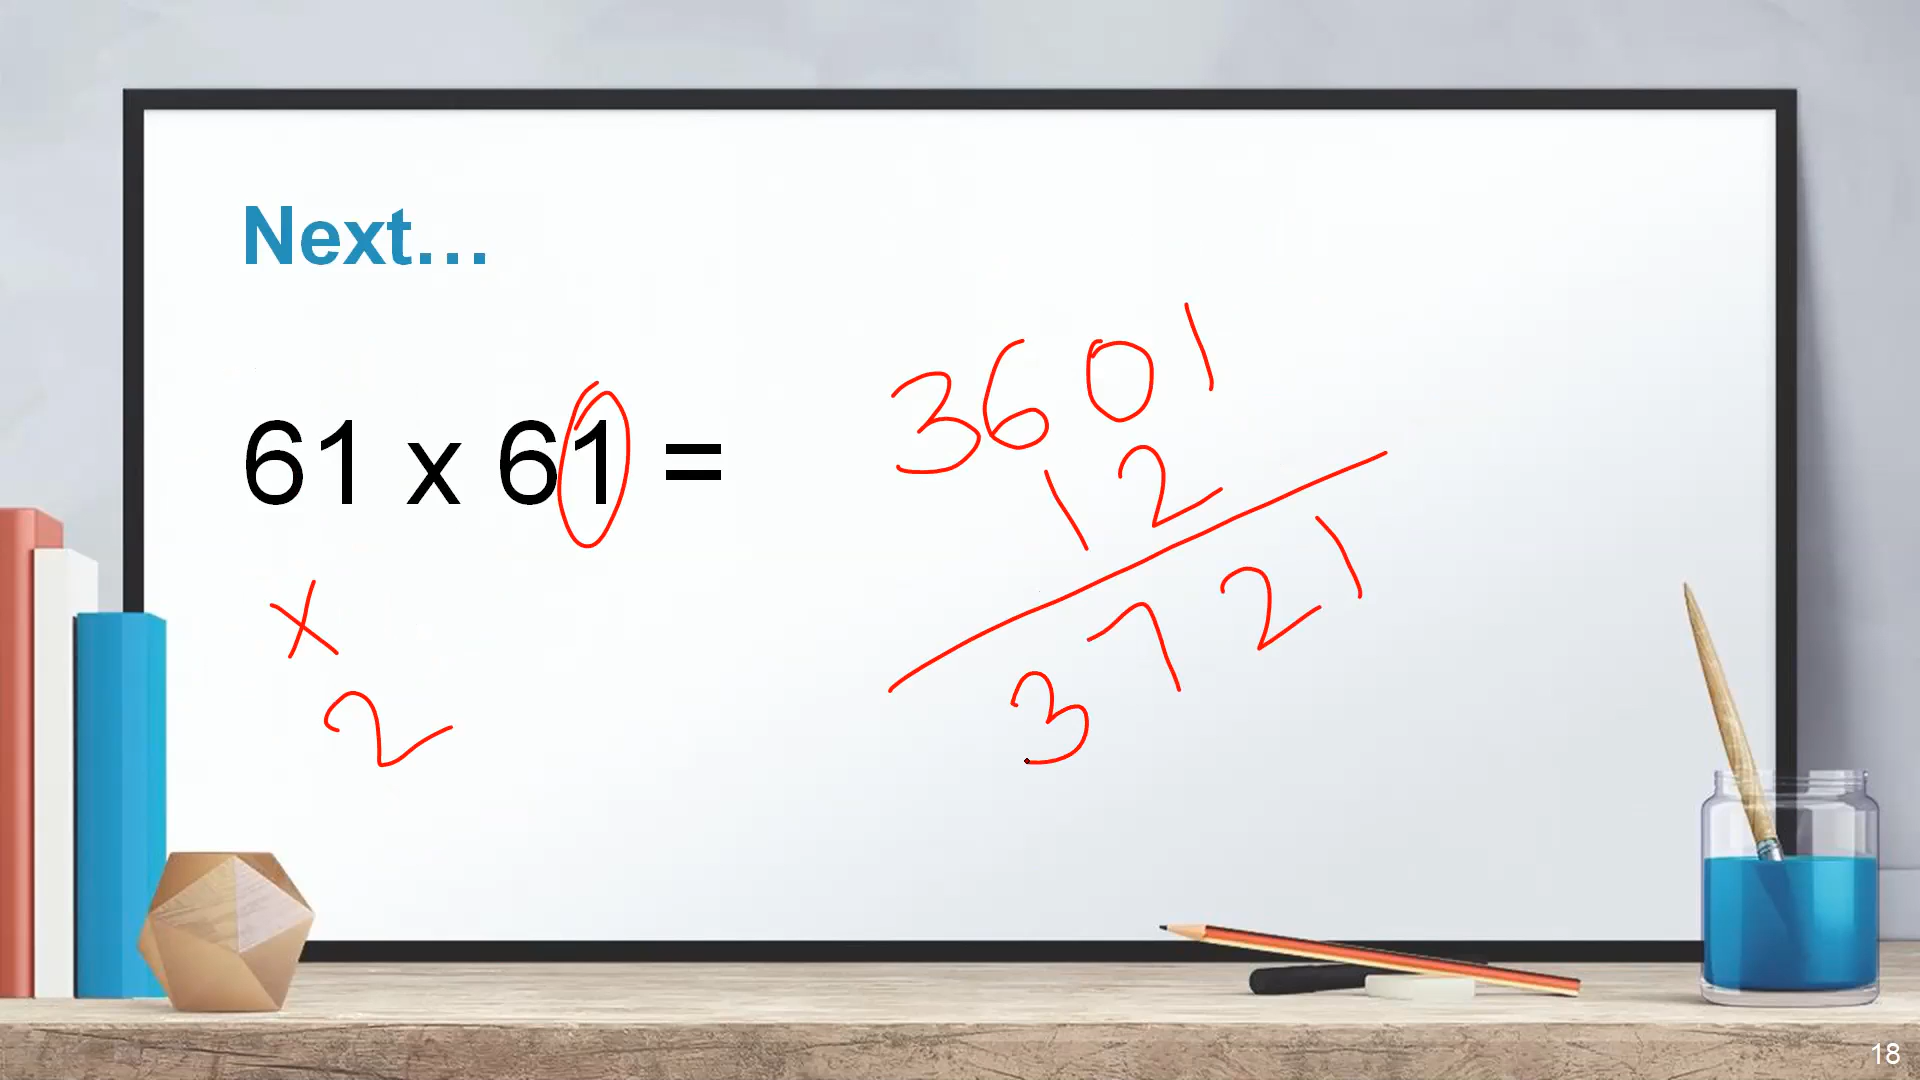 Next…
61 x 61 =
x
2
3601
12
3721
18